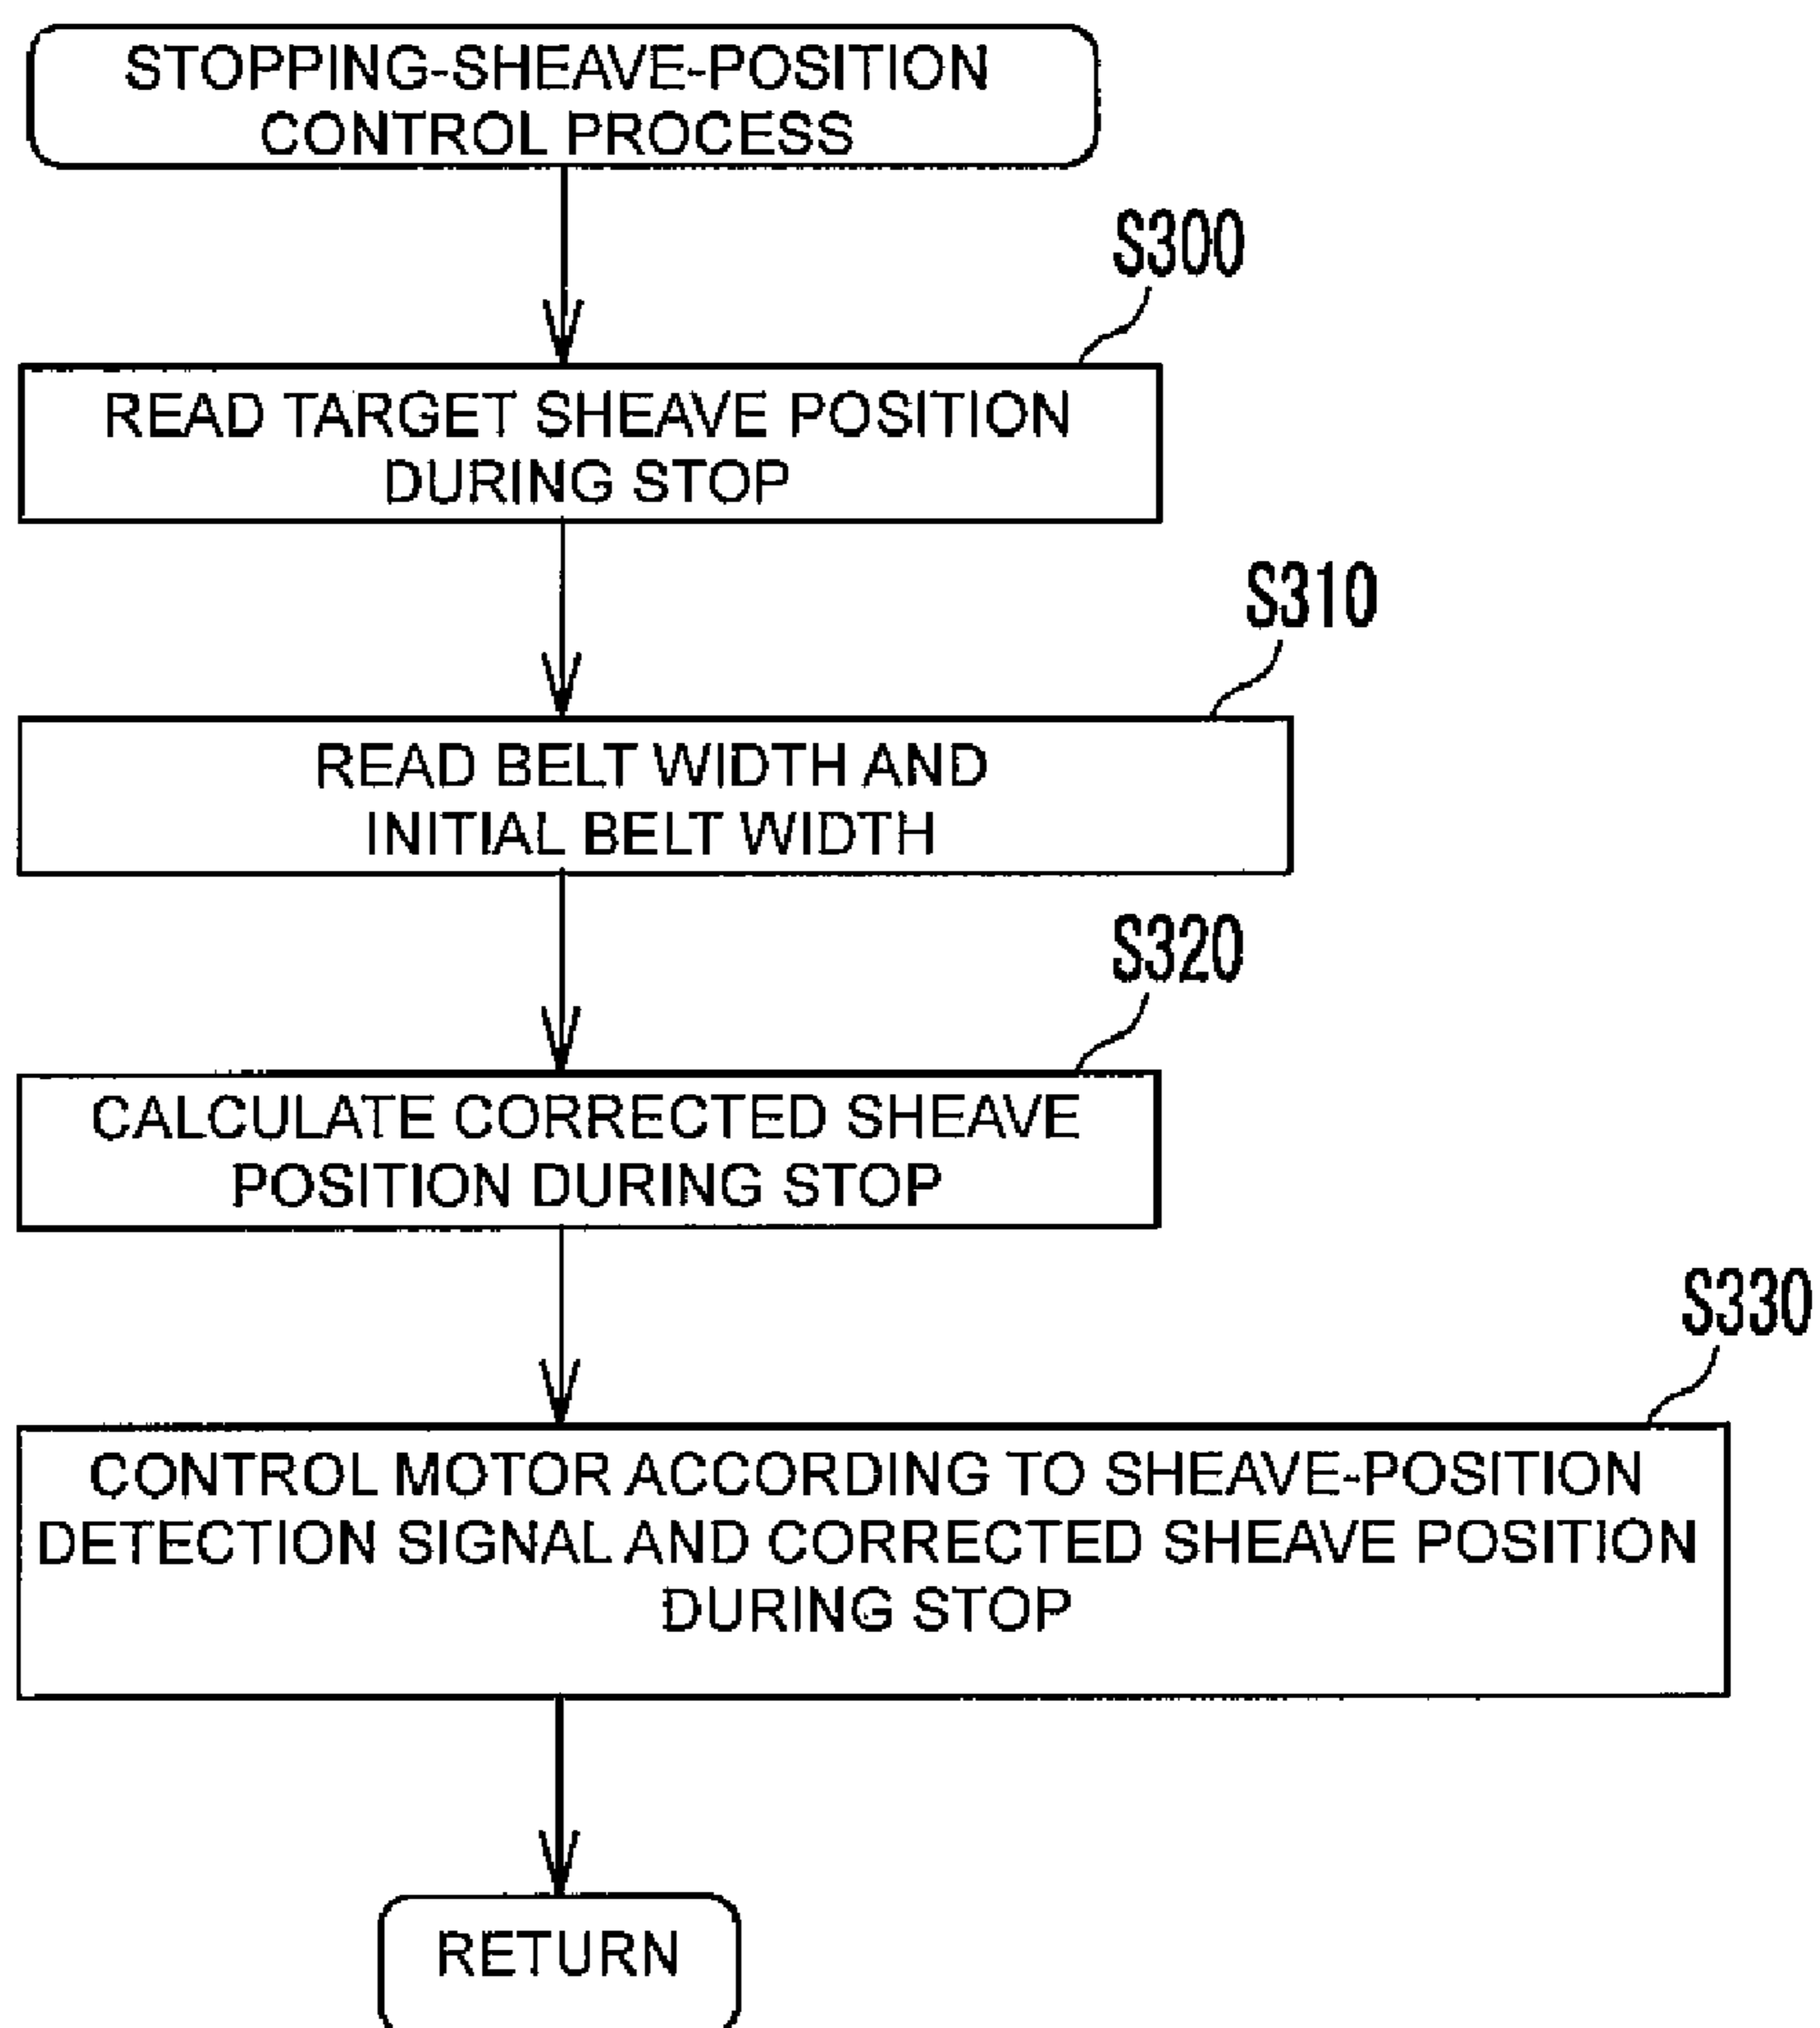 STOPPING-SHEAVE-POSITION
CONTROL PROCESS
S300
READ TARGET SHEAVE POSITION
DURING STOP
S310
READ BELT WIDTH AND
INITIAL BELT WIDTH
S320
CALCULATE CORRECTED SHEAVE
POSITION DURING STOP
S330
CONTROL MOTOR ACCORDING TO SHEAVE-POSITION
DETECTION SIGNAL AND CORRECTED SHEAVE POSITION
DURING STOP
RETURN